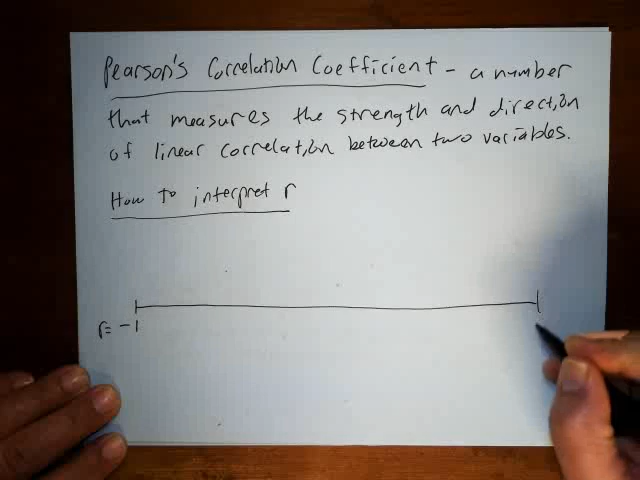 Pearson's Correlation Coefficient - a number
that measures the strength and direction
of linear correlation between two variables.
How to interpret r
r= -1